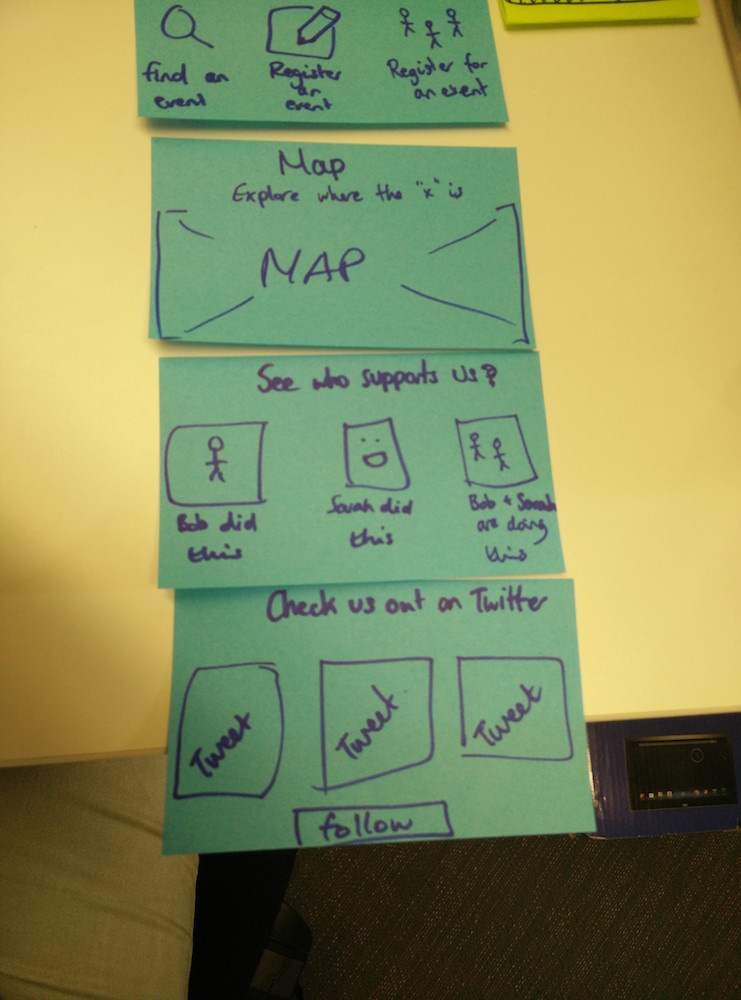 find an
event
Register
an
event
Register for
an event
Map
Explore where the "x" is
MAP
See who supports us?
Bob did
this
Sarah did
this
Bob + Sarah
are doing
this
Check us out on Twitter
Tweet
Tweet
Tweet
follow